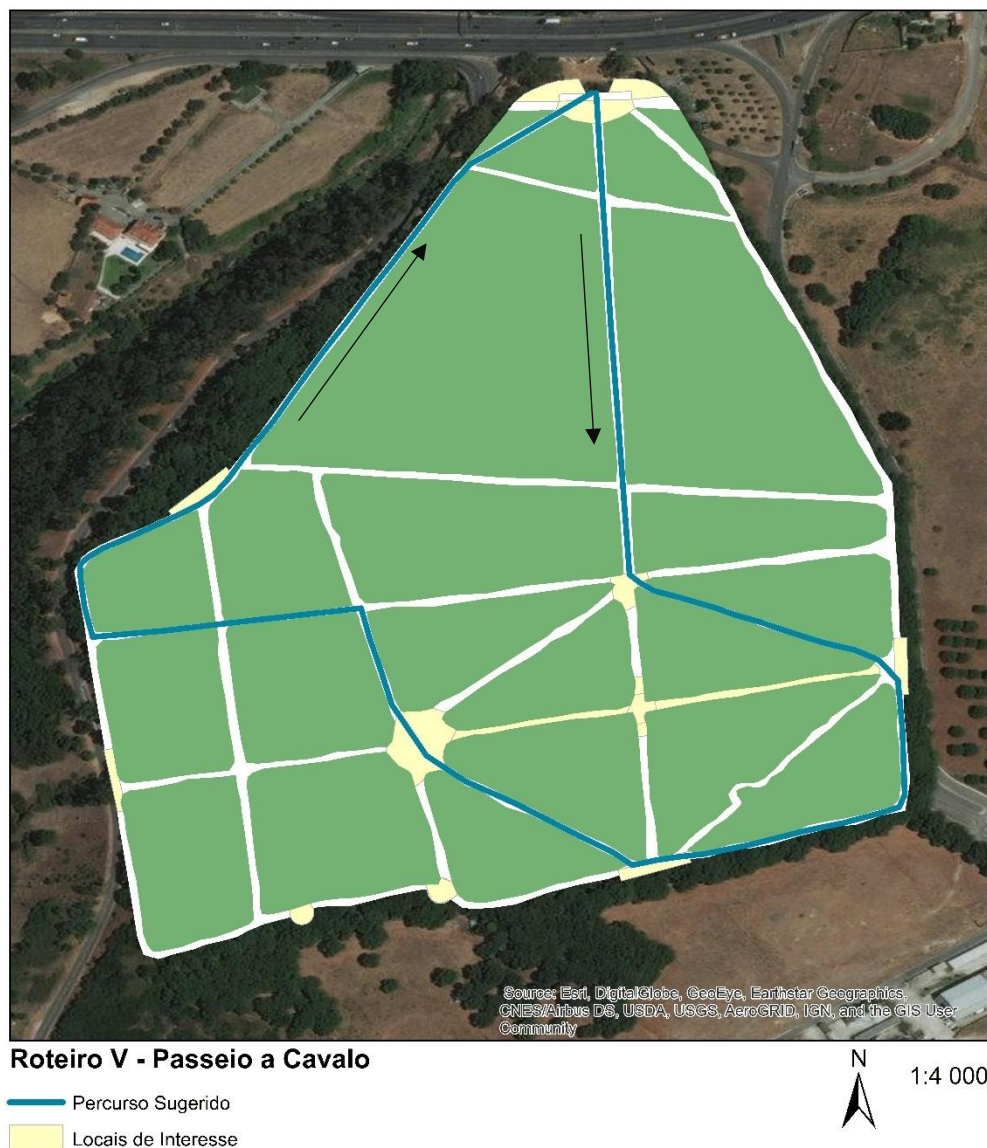 Source: Esri, DigitalGlobe, GeoEye, Earthstar Geographics,
CNES/Airbus DS, USDA, USGS, AeroGRID, IGN, and the GIS User
Community
Roteiro V - Passeio a Cavalo
N
1:4 000
Percurso Sugerido
Locais de Interesse